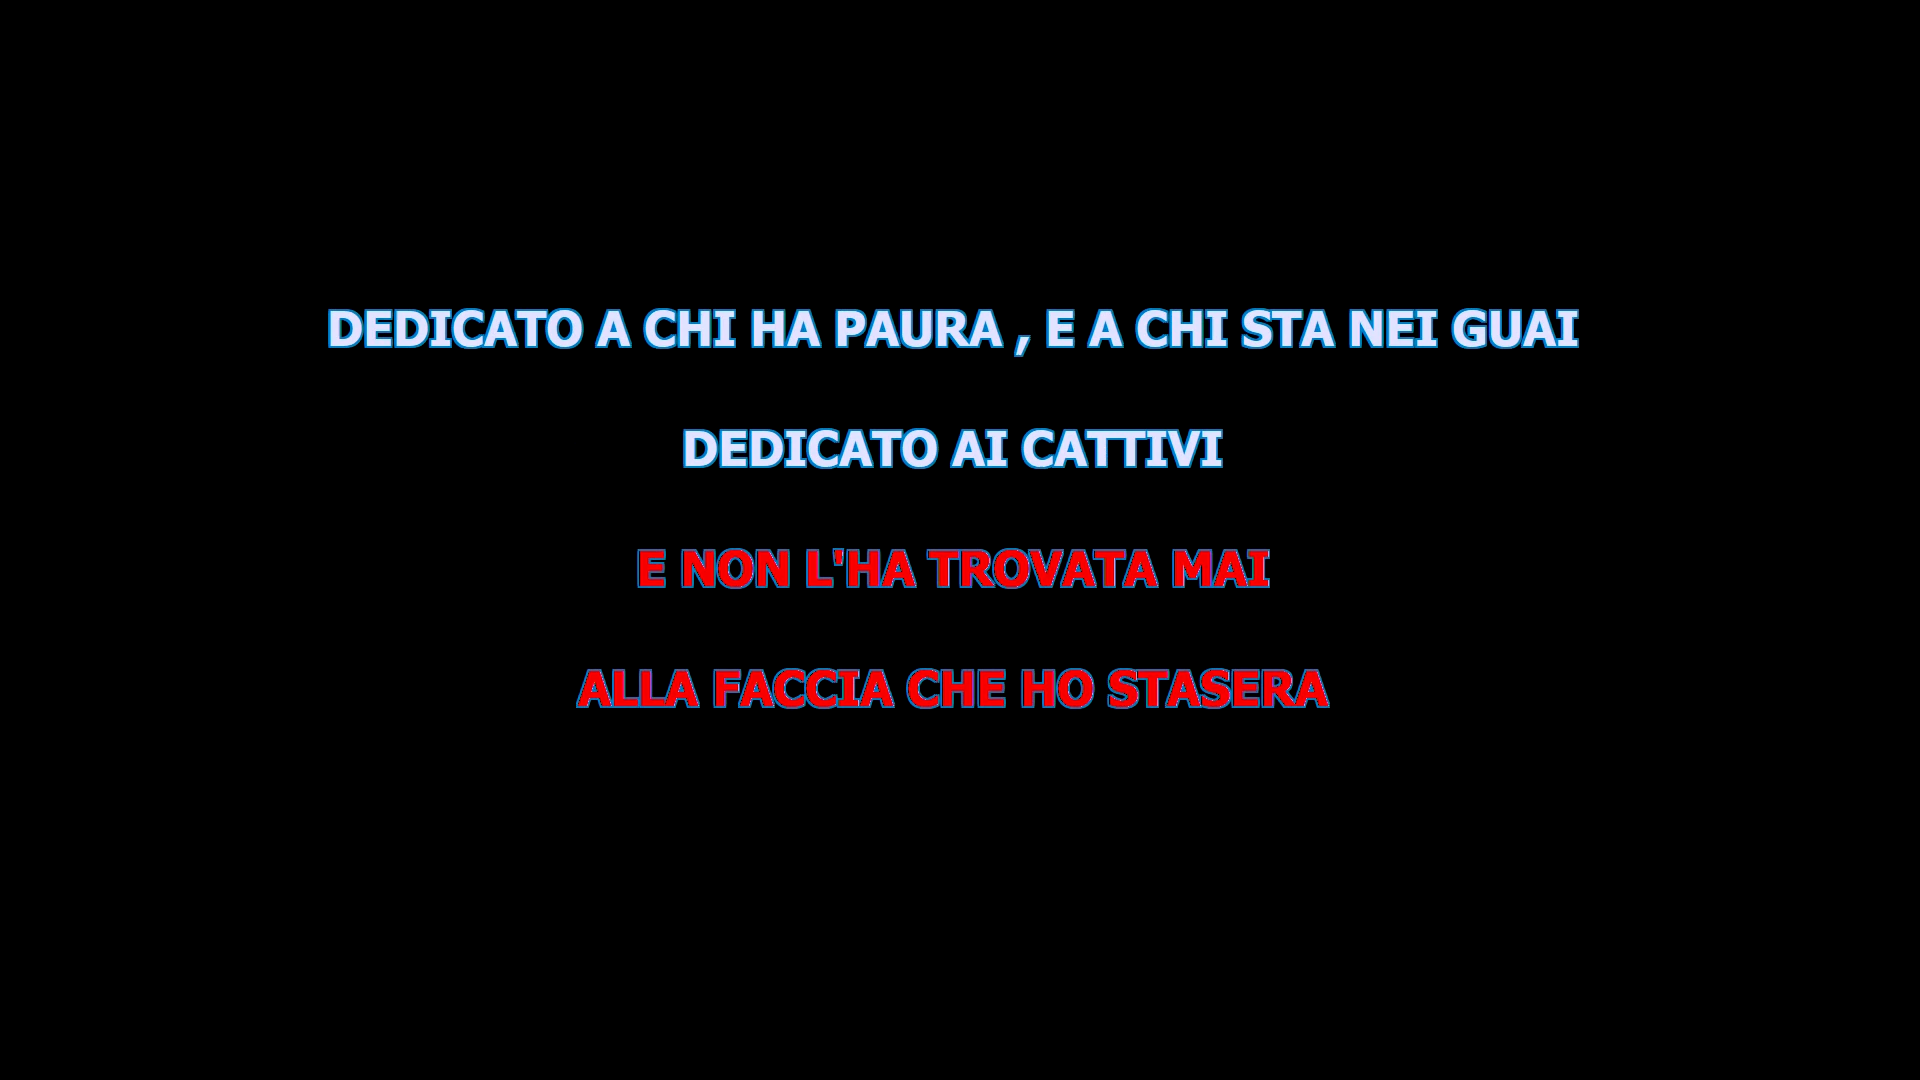 DEDICATO A CHI HA PAURA , E A CHI STA NEI GUAI
DEDICATO AI CATTIVI
E NON L'HA TROVATA MAI
ALLA FACCIA CHE HO STASERA